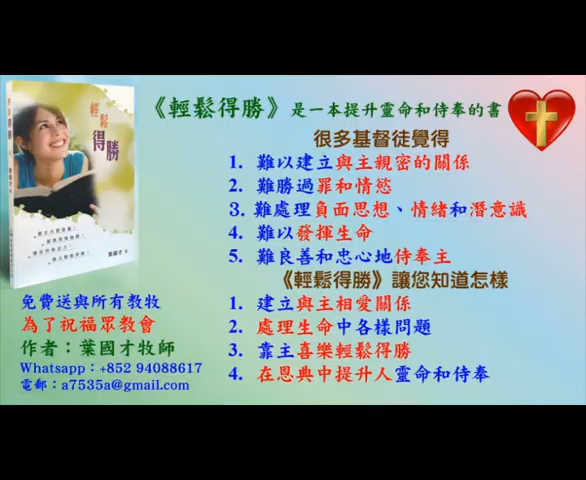 輕鬆
得勝
葉國才 著
《輕鬆得勝》是一本提升靈命和侍奉的書
很多基督徒覺得
1. 難以建立與主親密的關係
2. 難勝過罪和情慾
3. 難處理負面思想、情緒和潛意識
4. 難以發揮生命
5. 難良善和忠心地侍奉主
《輕鬆得勝》讓您知道怎樣
1. 建立與主相愛關係
2. 處理生命中各樣問題
3. 靠主喜樂輕鬆得勝
4. 在恩典中提升人靈命和侍奉
免費送與所有教牧
為了祝福眾教會
作者：葉國才牧師
Whatsapp：+852 94088617
電郵：a7535a@gmail.com